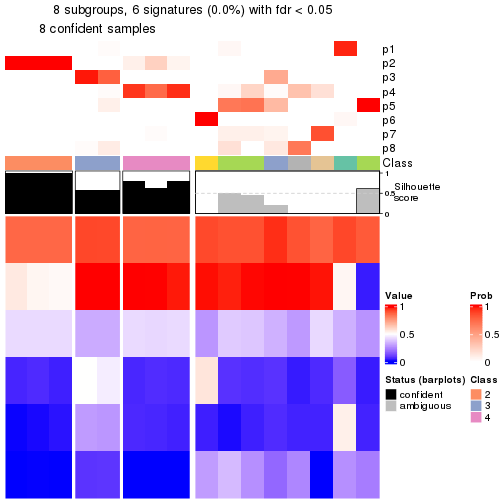 8 subgroups, 6 signatures (0.0%) with fdr < 0.05
8 confident samples
p1
p2
p3
p4
p5
p6
p7
p8
Class
1
0.5
0
Silhouette
score
Value
1
0.5
0
Prob
1
0.5
0
Status (barplots)
confident
ambiguous
Class
2
3
4